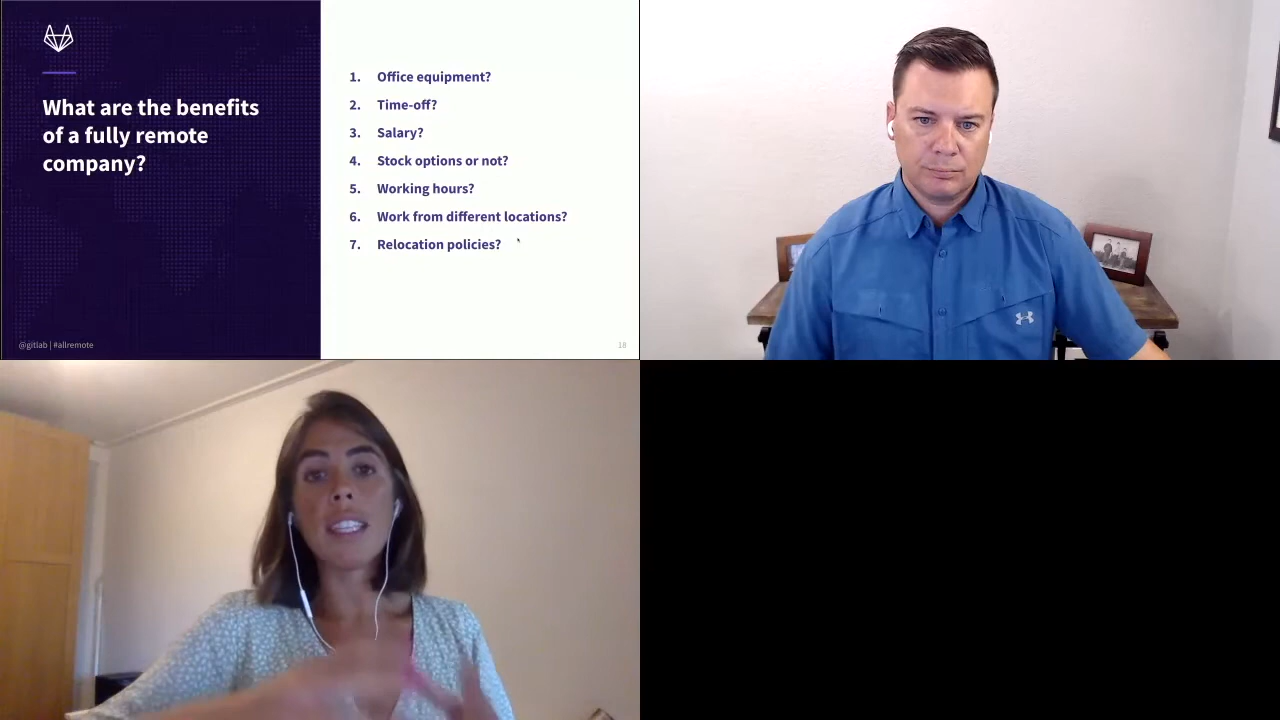 What are the benefits
of a fully remote
company?
@gitlab | #allremote
1. Office equipment?
2. Time-off?
3. Salary?
4. Stock options or not?
5. Working hours?
6. Work from different locations?
7. Relocation policies?
18